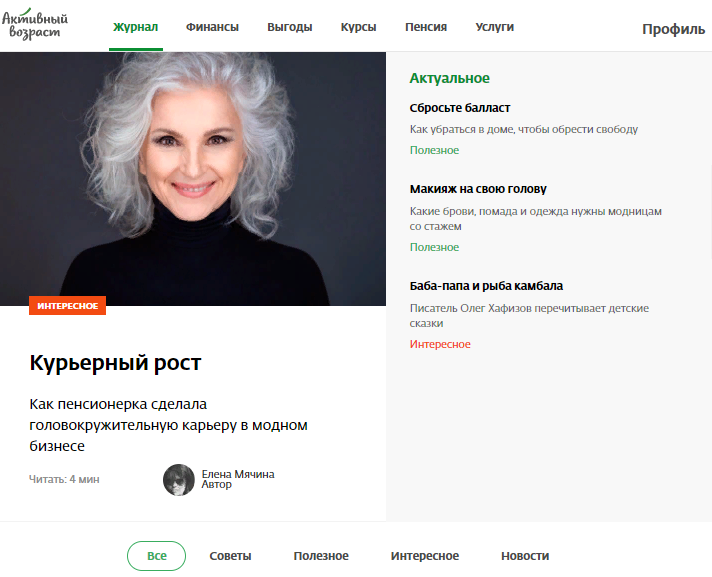 Активный
возраст
Журнал Финансы Выгоды Курсы Пенсия Услуги Профиль
ИНТЕРЕСНОЕ
Курьерный рост
Как пенсионерка сделала
головокружительную карьеру в модном
бизнесе
Читать: 4 мин
Елена Мячина
Автор
Актуальное
Сбросьте балласт
Как убраться в доме, чтобы обрести свободу
Полезное
Макияж на свою голову
Какие брови, помада и одежда нужны модницам
со стажем
Полезное
Баба-папа и рыба камбала
Писатель Олег Хафизов перечитывает детские
сказки
Интересное
Все Советы Полезное Интересное Новости